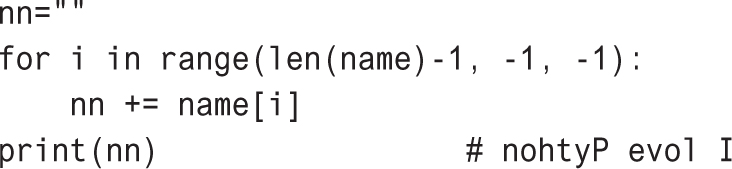 nn=""
for i in range(len(name)-1, -1, -1):
    nn += name[i]
print(nn)                # nohtyP evol I